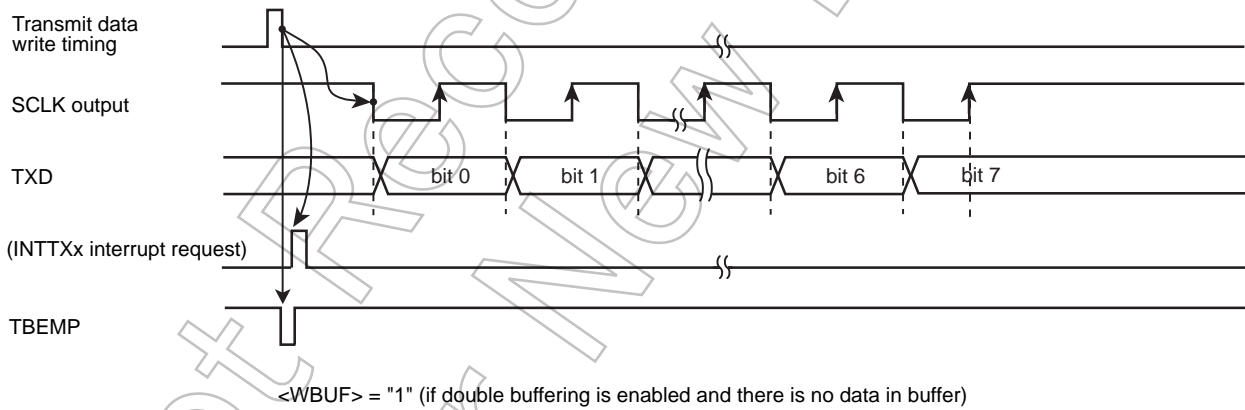 Transmit data
write timing
SCLK output
TXD
bit 0
bit 1
bit 6
bit 7
(INTTXx interrupt request)
TBEMP
<WBUF> = "1" (if double buffering is enabled and there is no data in buffer)